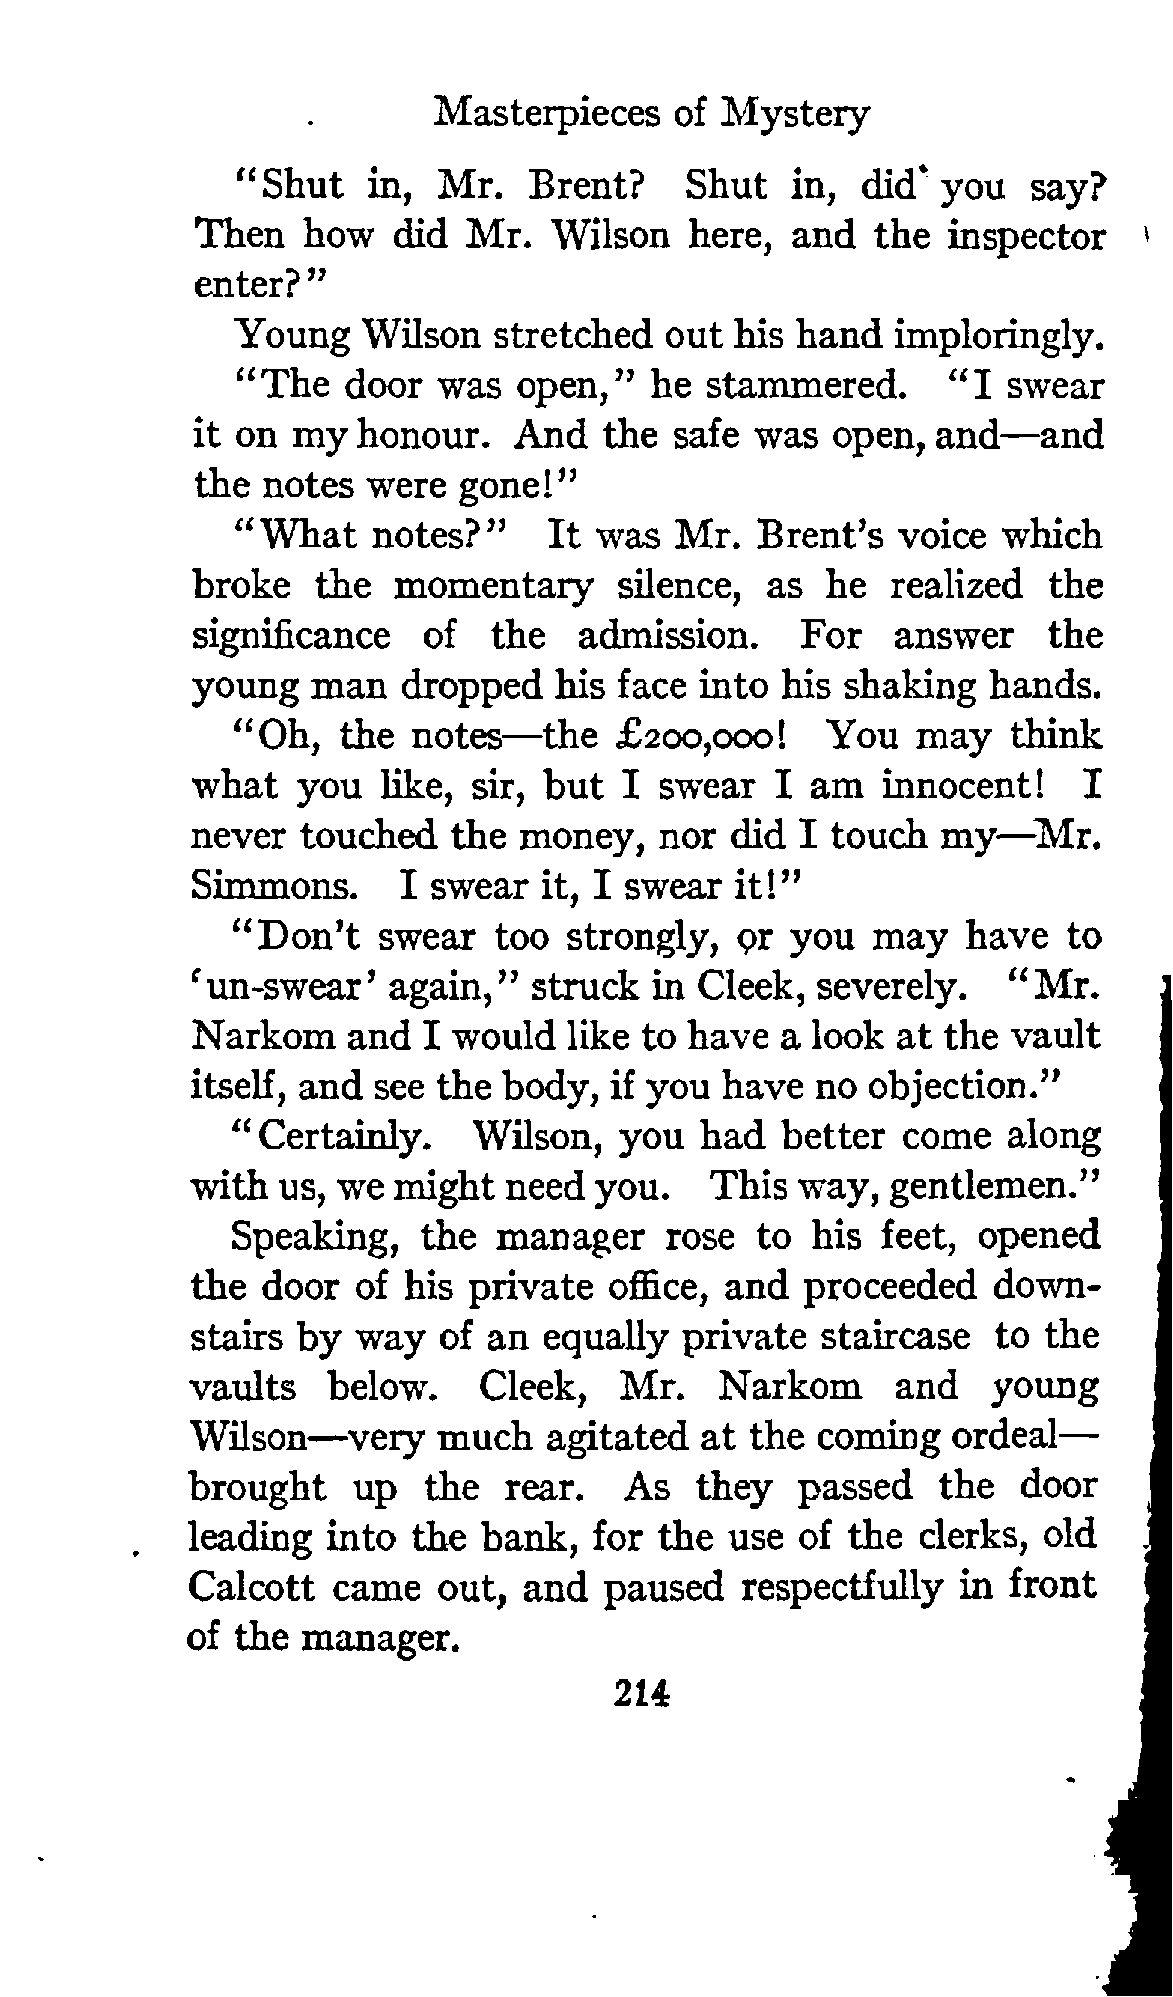 Masterpieces of Mystery
"Shut in, Mr. Brent? Shut in, did you say?
Then how did Mr. Wilson here, and the inspector
enter?"
Young Wilson stretched out his hand imploringly.
"The door was open," he stammered. "I swear
it on my honour. And the safe was open, and—and
the notes were gone!"
"What notes?" It was Mr. Brent's voice which
broke the momentary silence, as he realized the
significance of the admission. For answer the
young man dropped his face into his shaking hands.
"Oh, the notes—the £200,000! You may think
what you like, sir, but I swear I am innocent! I
never touched the money, nor did I touch my—Mr.
Simmons. I swear it, I swear it!"
"Don't swear too strongly, or you may have to
'un-swear' again," struck in Cleek, severely. "Mr.
Narkom and I would like to have a look at the vault
itself, and see the body, if you have no objection."
"Certainly. Wilson, you had better come along
with us, we might need you. This way, gentlemen."
Speaking, the manager rose to his feet, opened
the door of his private office, and proceeded down-
stairs by way of an equally private staircase to the
vaults below. Cleek, Mr. Narkom and young
Wilson—very much agitated at the coming ordeal—
brought up the rear. As they passed the door
leading into the bank, for the use of the clerks, old
Calcott came out, and paused respectfully in front
of the manager.
214